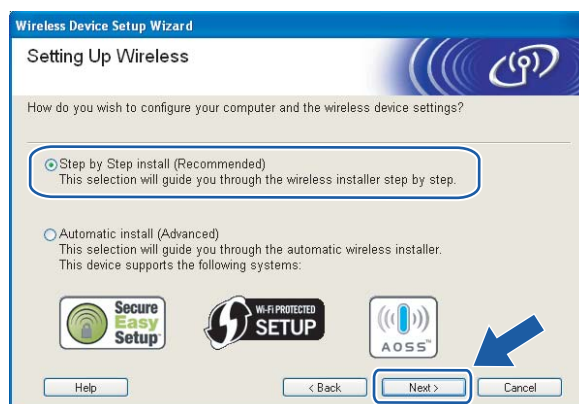 Wireless Device Setup Wizard
Setting Up Wireless
How do you wish to configure your computer and the wireless device settings?
Step by Step install (Recommended)
This selection will guide you through the wireless installer step by step.
Automatic install (Advanced)
This selection will guide you through the automatic wireless installer.
This device supports the following systems:
Secure
Easy
Setup
WI-FI PROTECTED
SETUP
AOSS™
Help
< Back
Next >
Cancel